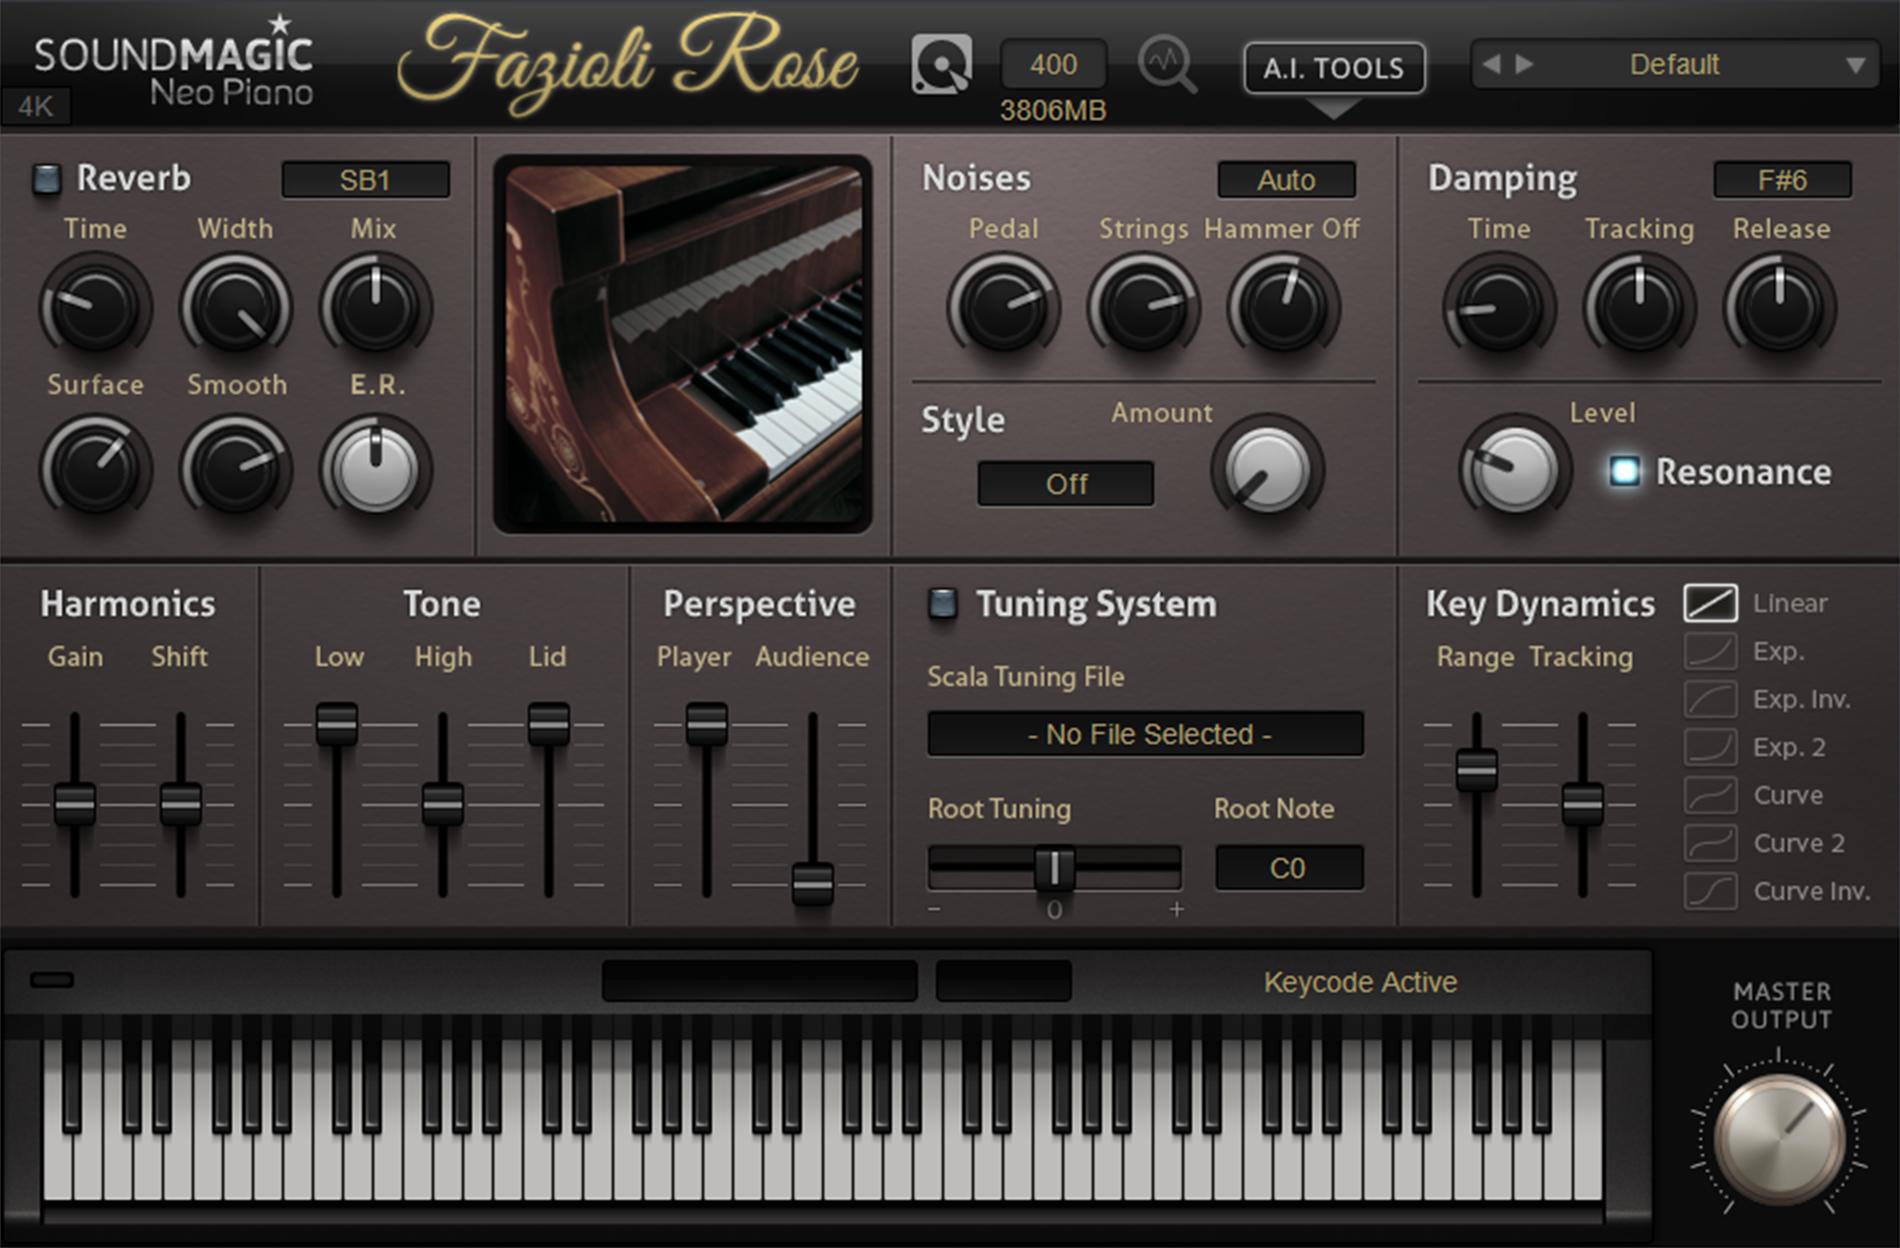 SOUNDMAGIC
Neo Piano
4K
Fazioli Rose
400
3806MB
A.I. TOOLS
Default
Reverb
SB1
Time Width Mix
Surface Smooth E.R.
Noises
Auto
Pedal Strings Hammer Off
Style
Amount
Off
Damping
F#6
Time Tracking Release
Level
Resonance
Harmonics
Gain Shift
Tone
Low High Lid
Perspective
Player Audience
Tuning System
Scala Tuning File
- No File Selected -
Root Tuning
Root Note
C0
− 0 +
Key Dynamics
Range Tracking
Linear
Exp.
Exp. Inv.
Exp. 2
Curve
Curve 2
Curve Inv.
Keycode Active
MASTER
OUTPUT